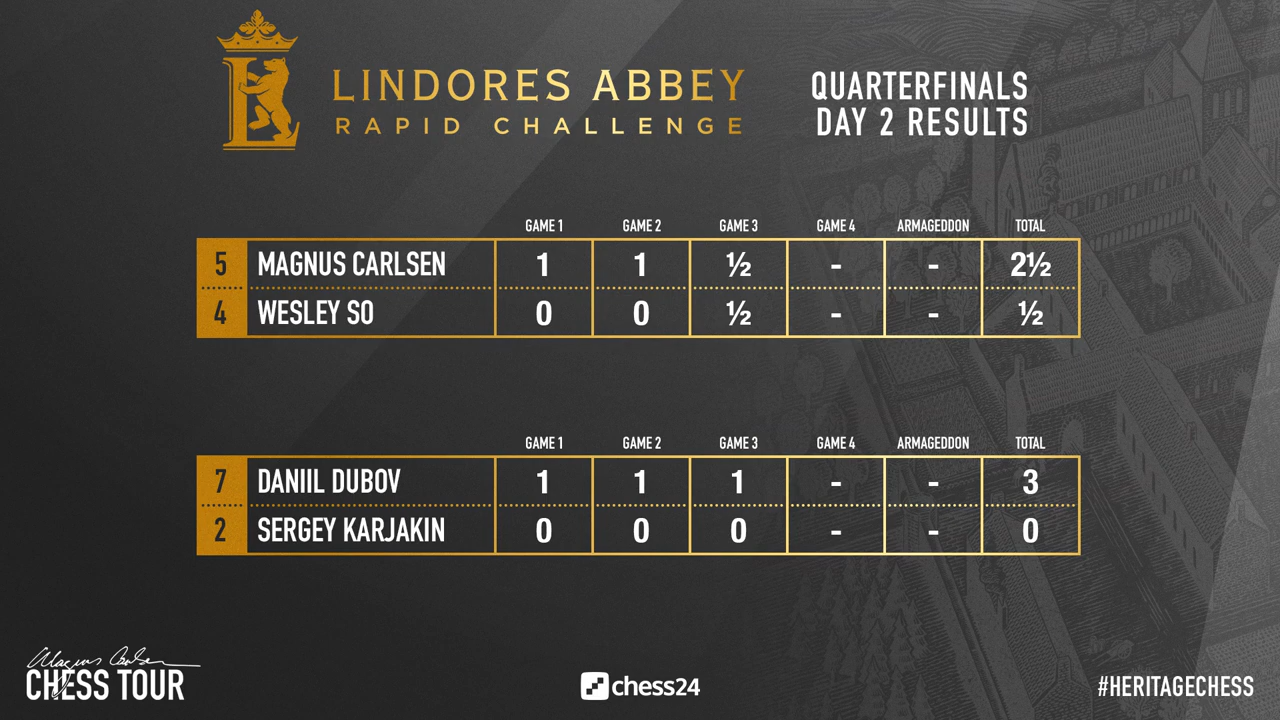 LINDORES ABBEY
RAPID CHALLENGE
QUARTERFINALS
DAY 2 RESULTS
GAME 1 GAME 2 GAME 3 GAME 4 ARMAGEDDON TOTAL
5 MAGNUS CARLSEN 1 1 ½ - - 2½
4 WESLEY SO 0 0 ½ - - ½
GAME 1 GAME 2 GAME 3 GAME 4 ARMAGEDDON TOTAL
7 DANIIL DUBOV 1 1 1 - - 3
2 SERGEY KARJAKIN 0 0 0 - - 0
Magnus Carlsen
CHESS TOUR
chess24
#HERITAGECHESS